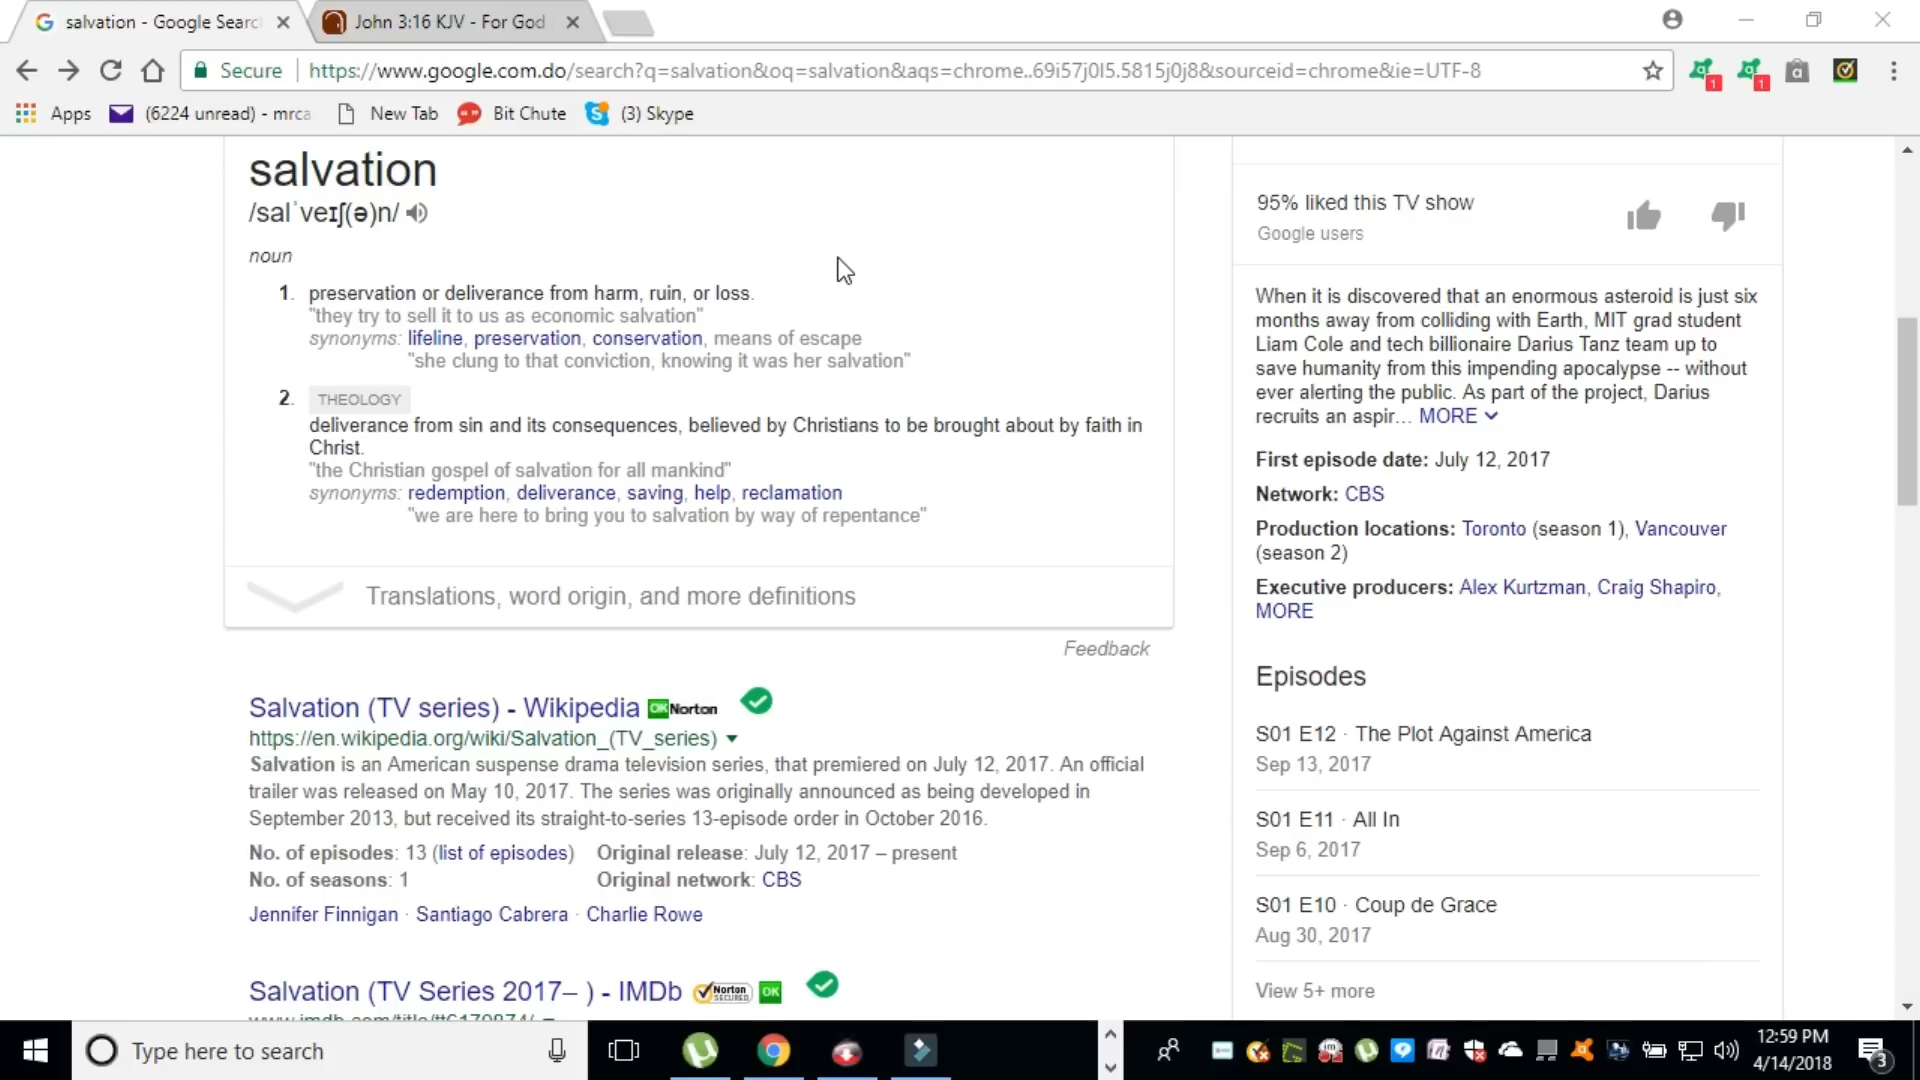 salvation - Google Searc
John 3:16 KJV - For God
Secure
https://www.google.com.do/search?q=salvation&oq=salvation&aqs=chrome..69i57j0l5.5815j0j8&sourceid=chrome&ie=UTF-8
1
1
Apps
(6224 unread) - mrca
New Tab
Bit Chute
(3) Skype
salvation
/salˈveɪʃ(ə)n/
noun
1. preservation or deliverance from harm, ruin, or loss.
"they try to sell it to us as economic salvation"
synonyms: lifeline, preservation, conservation, means of escape
"she clung to that conviction, knowing it was her salvation"
2. THEOLOGY
deliverance from sin and its consequences, believed by Christians to be brought about by faith in
Christ.
"the Christian gospel of salvation for all mankind"
synonyms: redemption, deliverance, saving, help, reclamation
"we are here to bring you to salvation by way of repentance"
Translations, word origin, and more definitions
Feedback
Salvation (TV series) - Wikipedia OK Norton
https://en.wikipedia.org/wiki/Salvation_(TV_series)
Salvation is an American suspense drama television series, that premiered on July 12, 2017. An official
trailer was released on May 10, 2017. The series was originally announced as being developed in
September 2013, but received its straight-to-series 13-episode order in October 2016.
No. of episodes: 13 (list of episodes) Original release: July 12, 2017 – present
No. of seasons: 1 Original network: CBS
Jennifer Finnigan · Santiago Cabrera · Charlie Rowe
Salvation (TV Series 2017– ) - IMDb Norton SECURED OK
95% liked this TV show
Google users
When it is discovered that an enormous asteroid is just six
months away from colliding with Earth, MIT grad student
Liam Cole and tech billionaire Darius Tanz team up to
save humanity from this impending apocalypse -- without
ever alerting the public. As part of the project, Darius
recruits an aspir... MORE
First episode date: July 12, 2017
Network: CBS
Production locations: Toronto (season 1), Vancouver
(season 2)
Executive producers: Alex Kurtzman, Craig Shapiro,
MORE
Episodes
S01 E12 · The Plot Against America
Sep 13, 2017
S01 E11 · All In
Sep 6, 2017
S01 E10 · Coup de Grace
Aug 30, 2017
View 5+ more
Type here to search
12:59 PM
4/14/2018
3